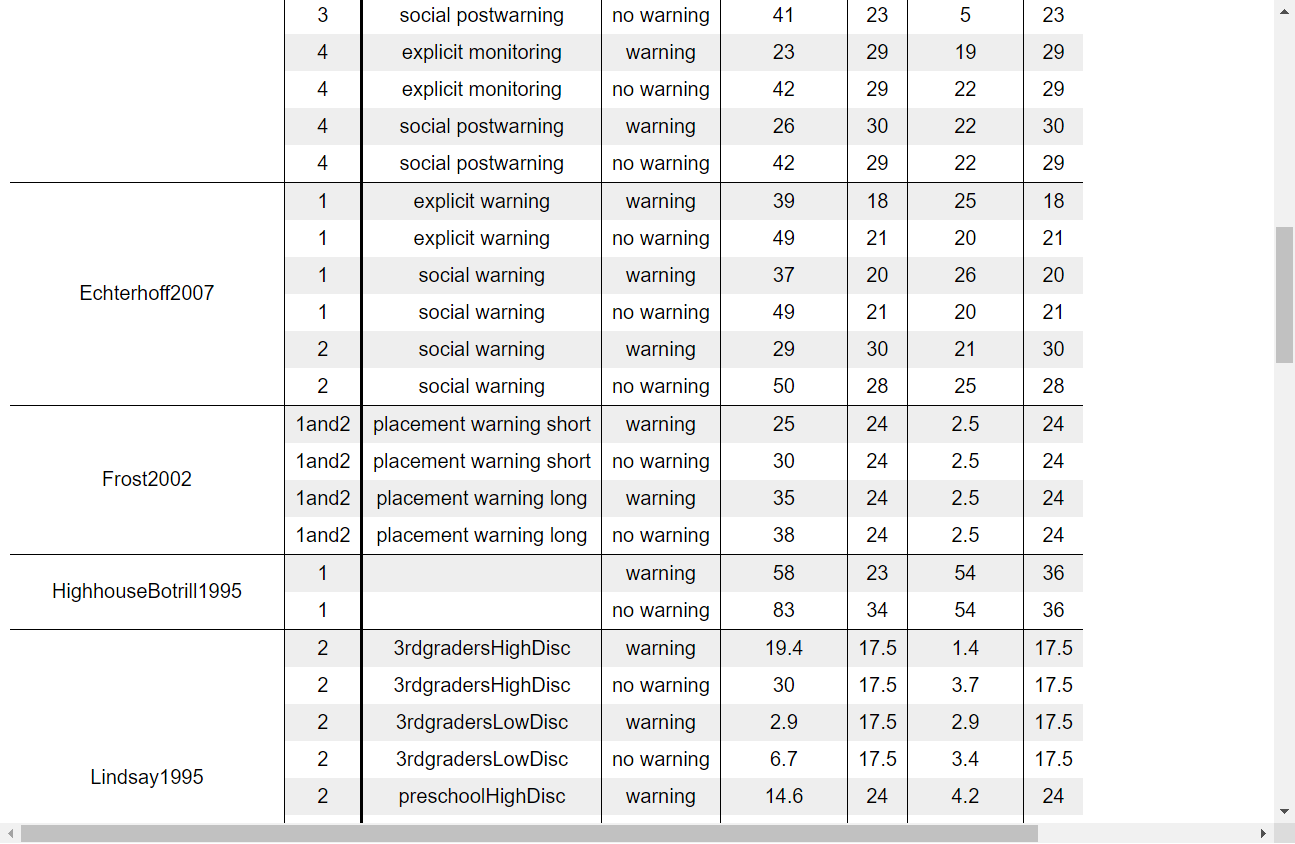 3 social postwarning no warning 41 23 5 23
4 explicit monitoring warning 23 29 19 29
4 explicit monitoring no warning 42 29 22 29
4 social postwarning warning 26 30 22 30
4 social postwarning no warning 42 29 22 29
1 explicit warning warning 39 18 25 18
1 explicit warning no warning 49 21 20 21
1 social warning warning 37 20 26 20
Echterhoff2007
1 social warning no warning 49 21 20 21
2 social warning warning 29 30 21 30
2 social warning no warning 50 28 25 28
1and2 placement warning short warning 25 24 2.5 24
1and2 placement warning short no warning 30 24 2.5 24
Frost2002
1and2 placement warning long warning 35 24 2.5 24
1and2 placement warning long no warning 38 24 2.5 24
1 warning 58 23 54 36
HighhouseBotrill1995
1 no warning 83 34 54 36
2 3rdgradersHighDisc warning 19.4 17.5 1.4 17.5
2 3rdgradersHighDisc no warning 30 17.5 3.7 17.5
2 3rdgradersLowDisc warning 2.9 17.5 2.9 17.5
2 3rdgradersLowDisc no warning 6.7 17.5 3.4 17.5
Lindsay1995
2 preschoolHighDisc warning 14.6 24 4.2 24